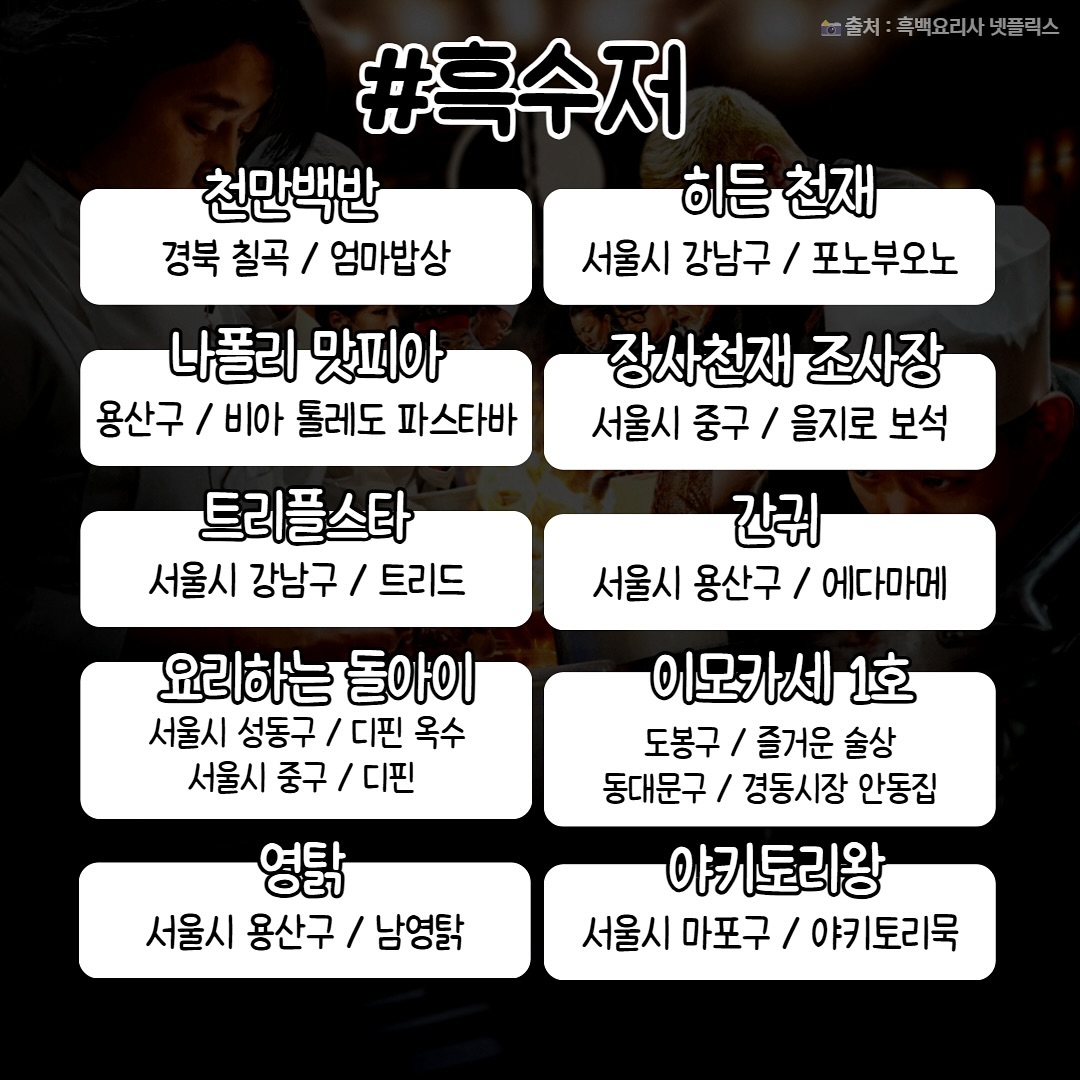 출처 : 흑백요리사 넷플릭스
#흑수저
천만백반
경북 칠곡 / 엄마밥상
히든 천재
서울시 강남구 / 포노부오노
나폴리 맛피아
용산구 / 비아 톨레도 파스타바
장사천재 조사장
서울시 중구 / 을지로 보석
트리플스타
서울시 강남구 / 트리드
간귀
서울시 용산구 / 에다마메
요리하는 돌아이
서울시 성동구 / 디핀 옥수
서울시 중구 / 디핀
이모카세 1호
도봉구 / 즐거운 술상
동대문구 / 경동시장 안동집
영탉
서울시 용산구 / 남영탉
야키토리왕
서울시 마포구 / 야키토리묵